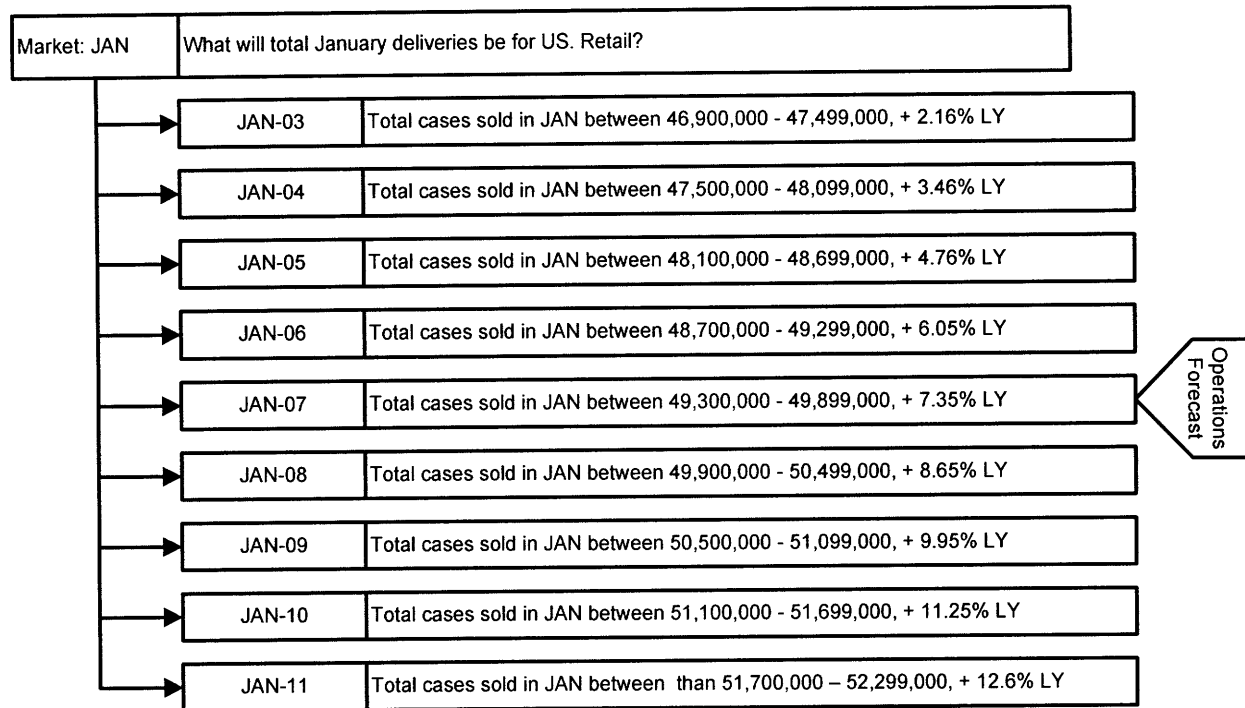 Market: JAN
What will total January deliveries be for US. Retail?
JAN-03
Total cases sold in JAN between 46,900,000 - 47,499,000, + 2.16% LY
JAN-04
Total cases sold in JAN between 47,500,000 - 48,099,000, + 3.46% LY
JAN-05
Total cases sold in JAN between 48,100,000 - 48,699,000, + 4.76% LY
JAN-06
Total cases sold in JAN between 48,700,000 - 49,299,000, + 6.05% LY
JAN-07
Total cases sold in JAN between 49,300,000 - 49,899,000, + 7.35% LY
Operations
Forecast
JAN-08
Total cases sold in JAN between 49,900,000 - 50,499,000, + 8.65% LY
JAN-09
Total cases sold in JAN between 50,500,000 - 51,099,000, + 9.95% LY
JAN-10
Total cases sold in JAN between 51,100,000 - 51,699,000, + 11.25% LY
JAN-11
Total cases sold in JAN between than 51,700,000 – 52,299,000, + 12.6% LY